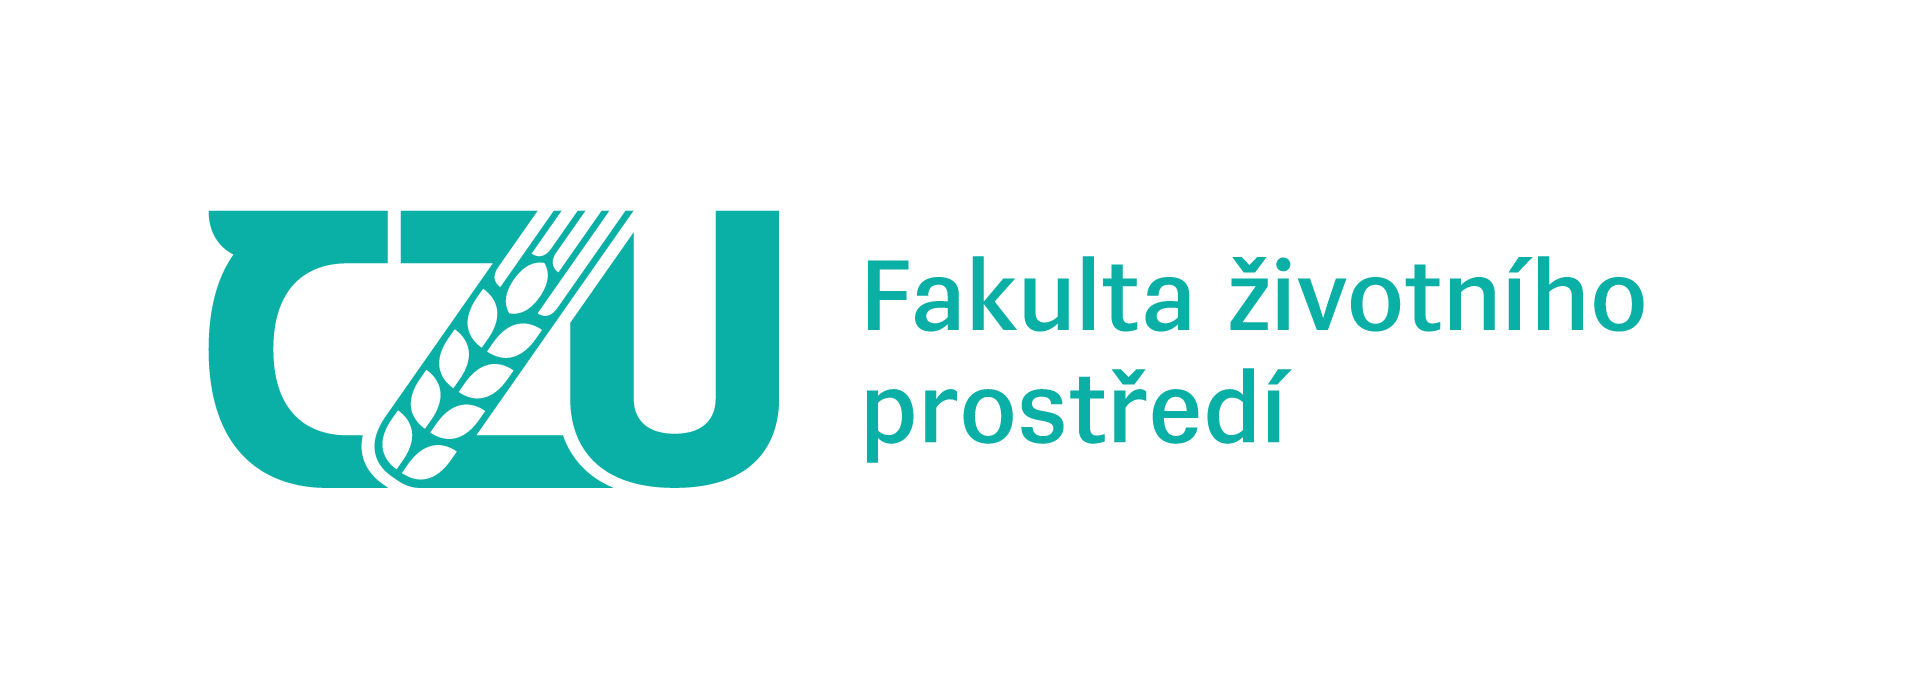 ČZU
Fakulta životního
prostředí